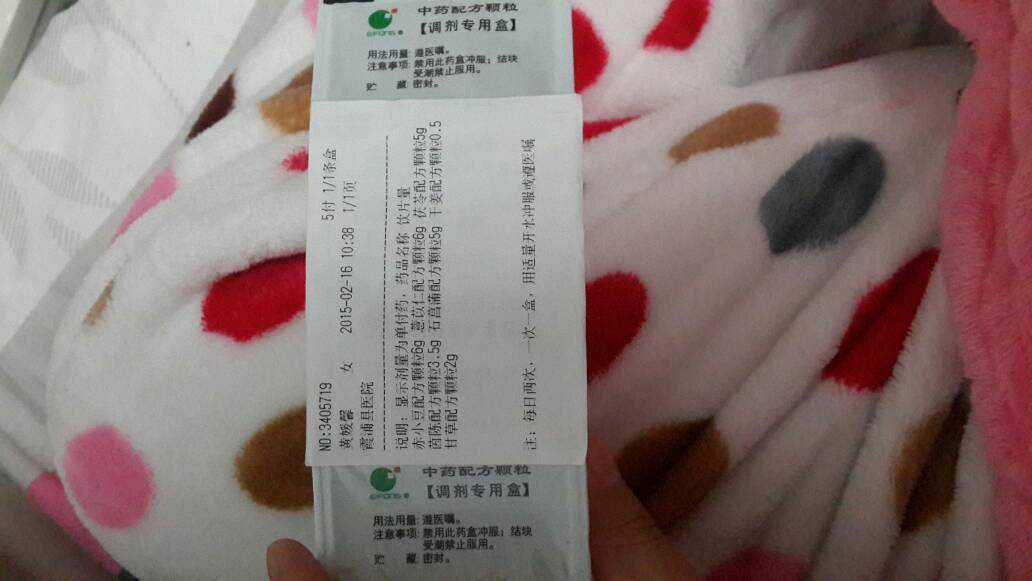 中药配方颗粒
EFONG
【调剂专用盒】
用法用量:遵医嘱。
注意事项:禁用此药盒冲服;结块
受潮禁止服用。
贮 藏:密封。
NO:3405719 5付 1/1条盒
黄媛馨 女 2015-02-16 10:38 1/1页
霞浦县医院
说明:显示剂量为单付药,药品名称 饮片量
赤小豆配方颗粒6g 薏苡仁配方颗粒6g 茯苓配方颗粒5g
茵陈配方颗粒3.5g 石菖蒲配方颗粒5g 干姜配方颗粒0.5
甘草配方颗粒2g
注:每日两次,一次一盒,用适量开水冲服或遵医嘱
中药配方颗粒
EFONG
【调剂专用盒】
用法用量:遵医嘱。
注意事项:禁用此药盒冲服;结块
受潮禁止服用。
贮 藏:密封。